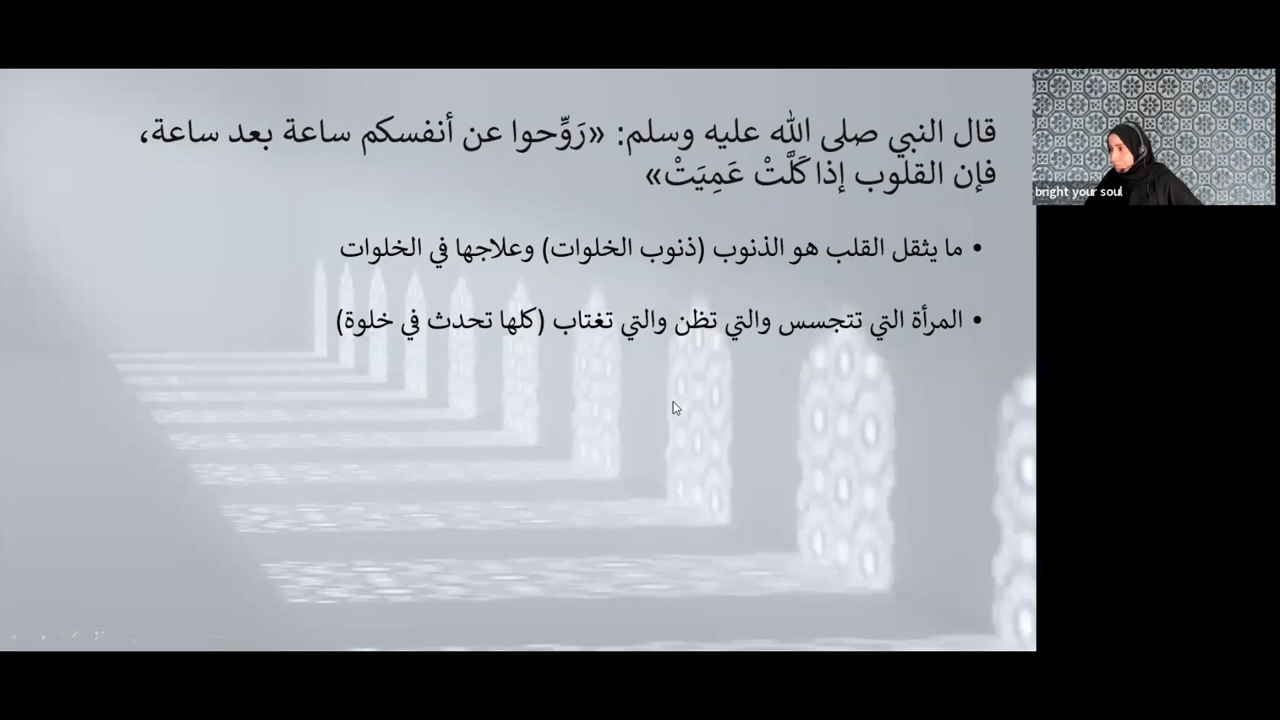 قال النبي صلى الله عليه وسلم: «رَوِّحوا عن أنفسكم ساعة بعد ساعة،
فإن القلوب إذا كَلَّتْ عَمِيَتْ»
• ما يثقل القلب هو الذنوب (ذنوب الخلوات) وعلاجها في الخلوات
• المرأة التي تتجسس والتي تظن والتي تغتاب (كلها تحدث في خلوة)
bright your soul